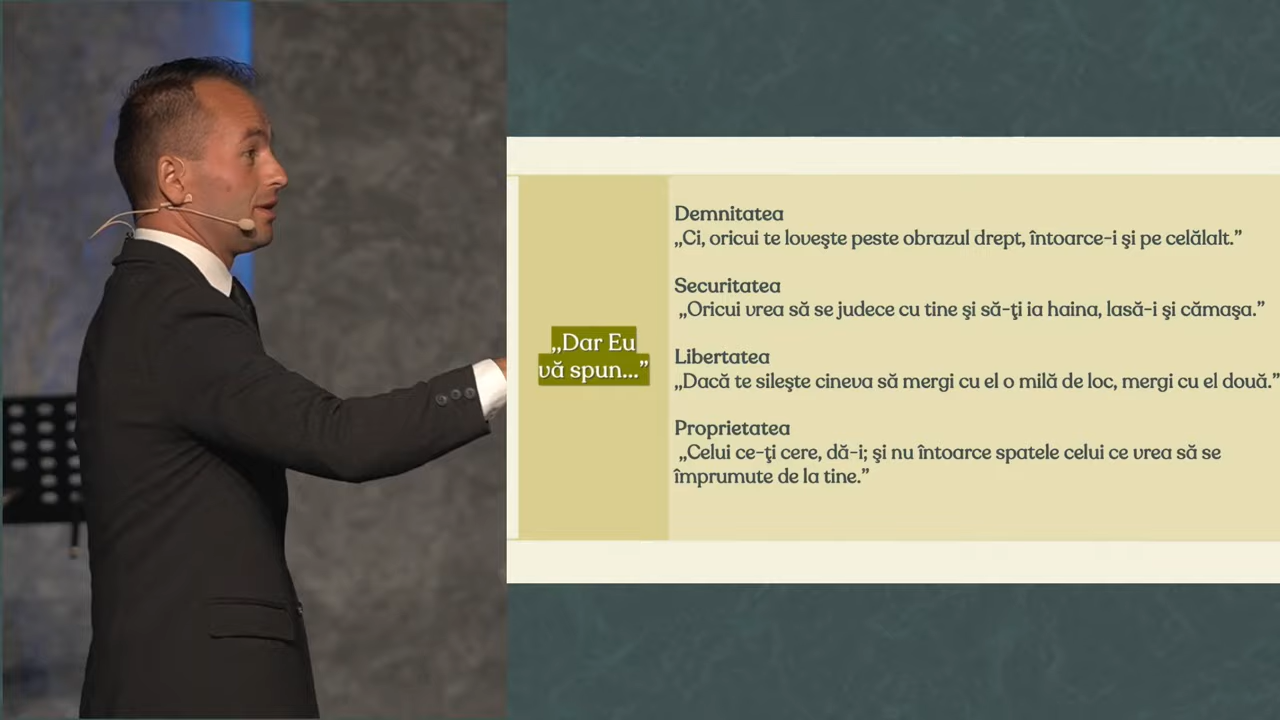 „Dar Eu
vă spun...”
Demnitatea
„Ci, oricui te loveşte peste obrazul drept, întoarce-i şi pe celălalt.”
Securitatea
„Oricui vrea să se judece cu tine şi să-ţi ia haina, lasă-i şi cămaşa.”
Libertatea
„Dacă te sileşte cineva să mergi cu el o milă de loc, mergi cu el două.”
Proprietatea
„Celui ce-ţi cere, dă-i; şi nu întoarce spatele celui ce vrea să se
împrumute de la tine.”